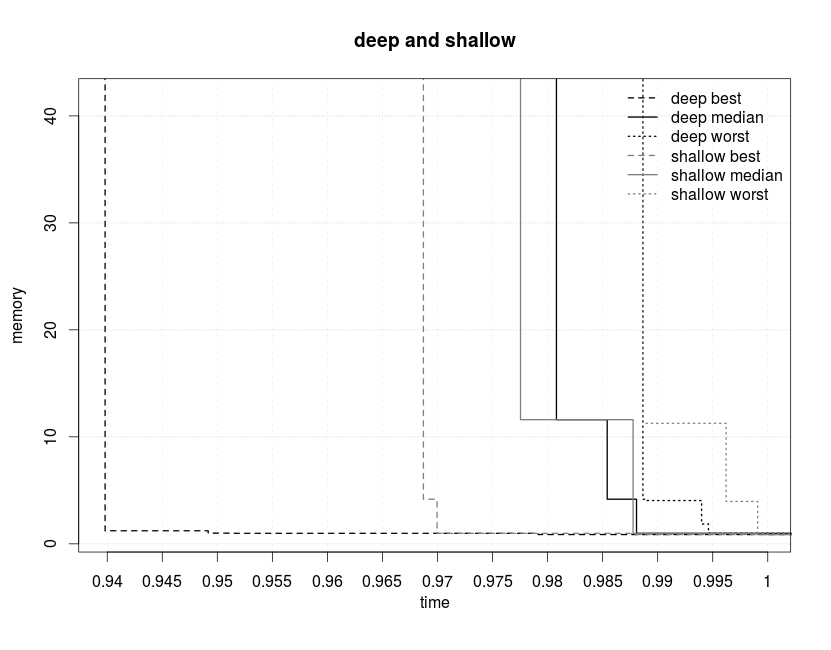 deep and shallow
deep best
deep median
deep worst
shallow best
shallow median
shallow worst
memory
40
30
20
10
0
0.94 0.945 0.95 0.955 0.96 0.965 0.97 0.975 0.98 0.985 0.99 0.995 1
time